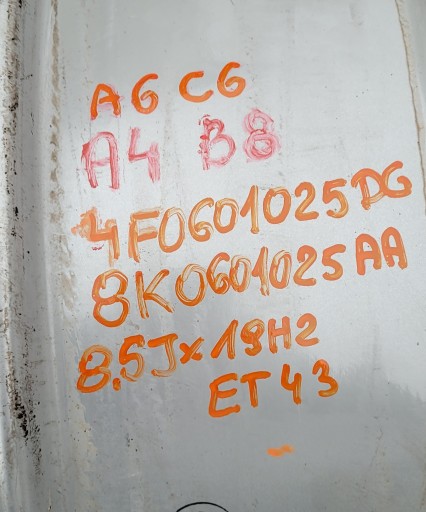 A6 C6
A4 B8
4F0601025DG
8K0601025AA
8.5Jx19H2
ET43